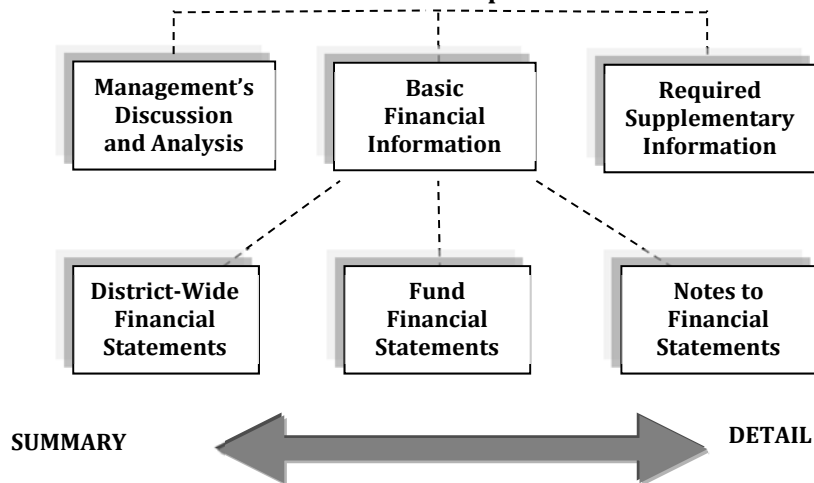 Management’s
Discussion
and Analysis
Basic
Financial
Information
Required
Supplementary
Information
District-Wide
Financial
Statements
Fund
Financial
Statements
Notes to
Financial
Statements
SUMMARY
DETAIL